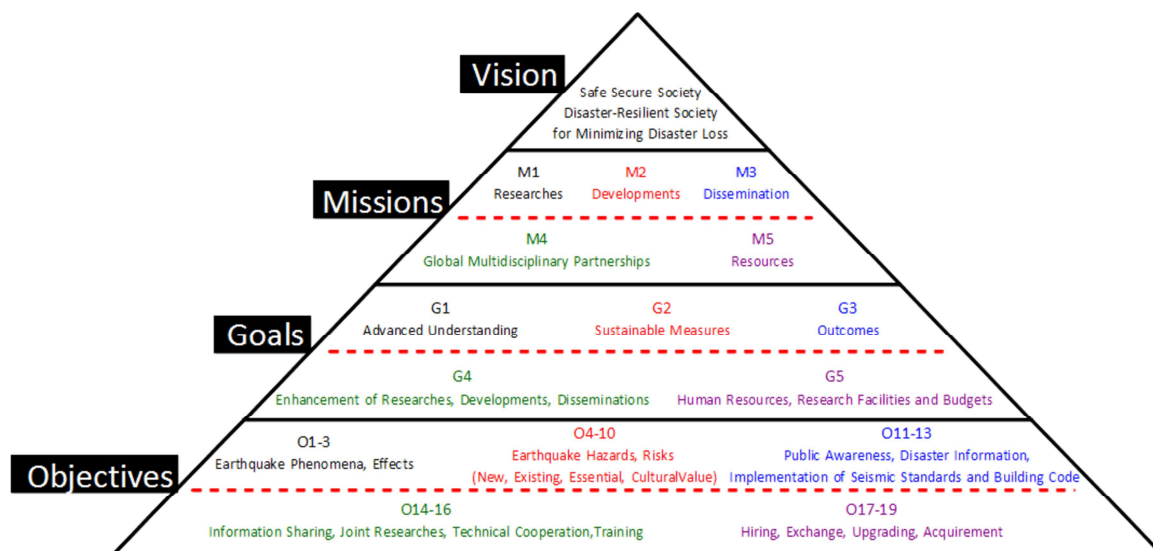 Vision
Safe Secure Society
Disaster-Resilient Society
for Minimizing Disaster Loss
Missions
M1 M2 M3
Researches Developments Dissemination
M4 M5
Global Multidisciplinary Partnerships Resources
Goals
G1 G2 G3
Advanced Understanding Sustainable Measures Outcomes
G4 G5
Enhancement of Researches, Developments, Disseminations Human Resources, Research Facilities and Budgets
Objectives
O1-3 O4-10 O11-13
Earthquake Phenomena, Effects Earthquake Hazards, Risks Public Awareness, Disaster Information,
(New, Existing, Essential, CulturalValue) Implementation of Seismic Standards and Building Code
O14-16 O17-19
Information Sharing, Joint Researches, Technical Cooperation,Training Hiring, Exchange, Upgrading, Acquirement